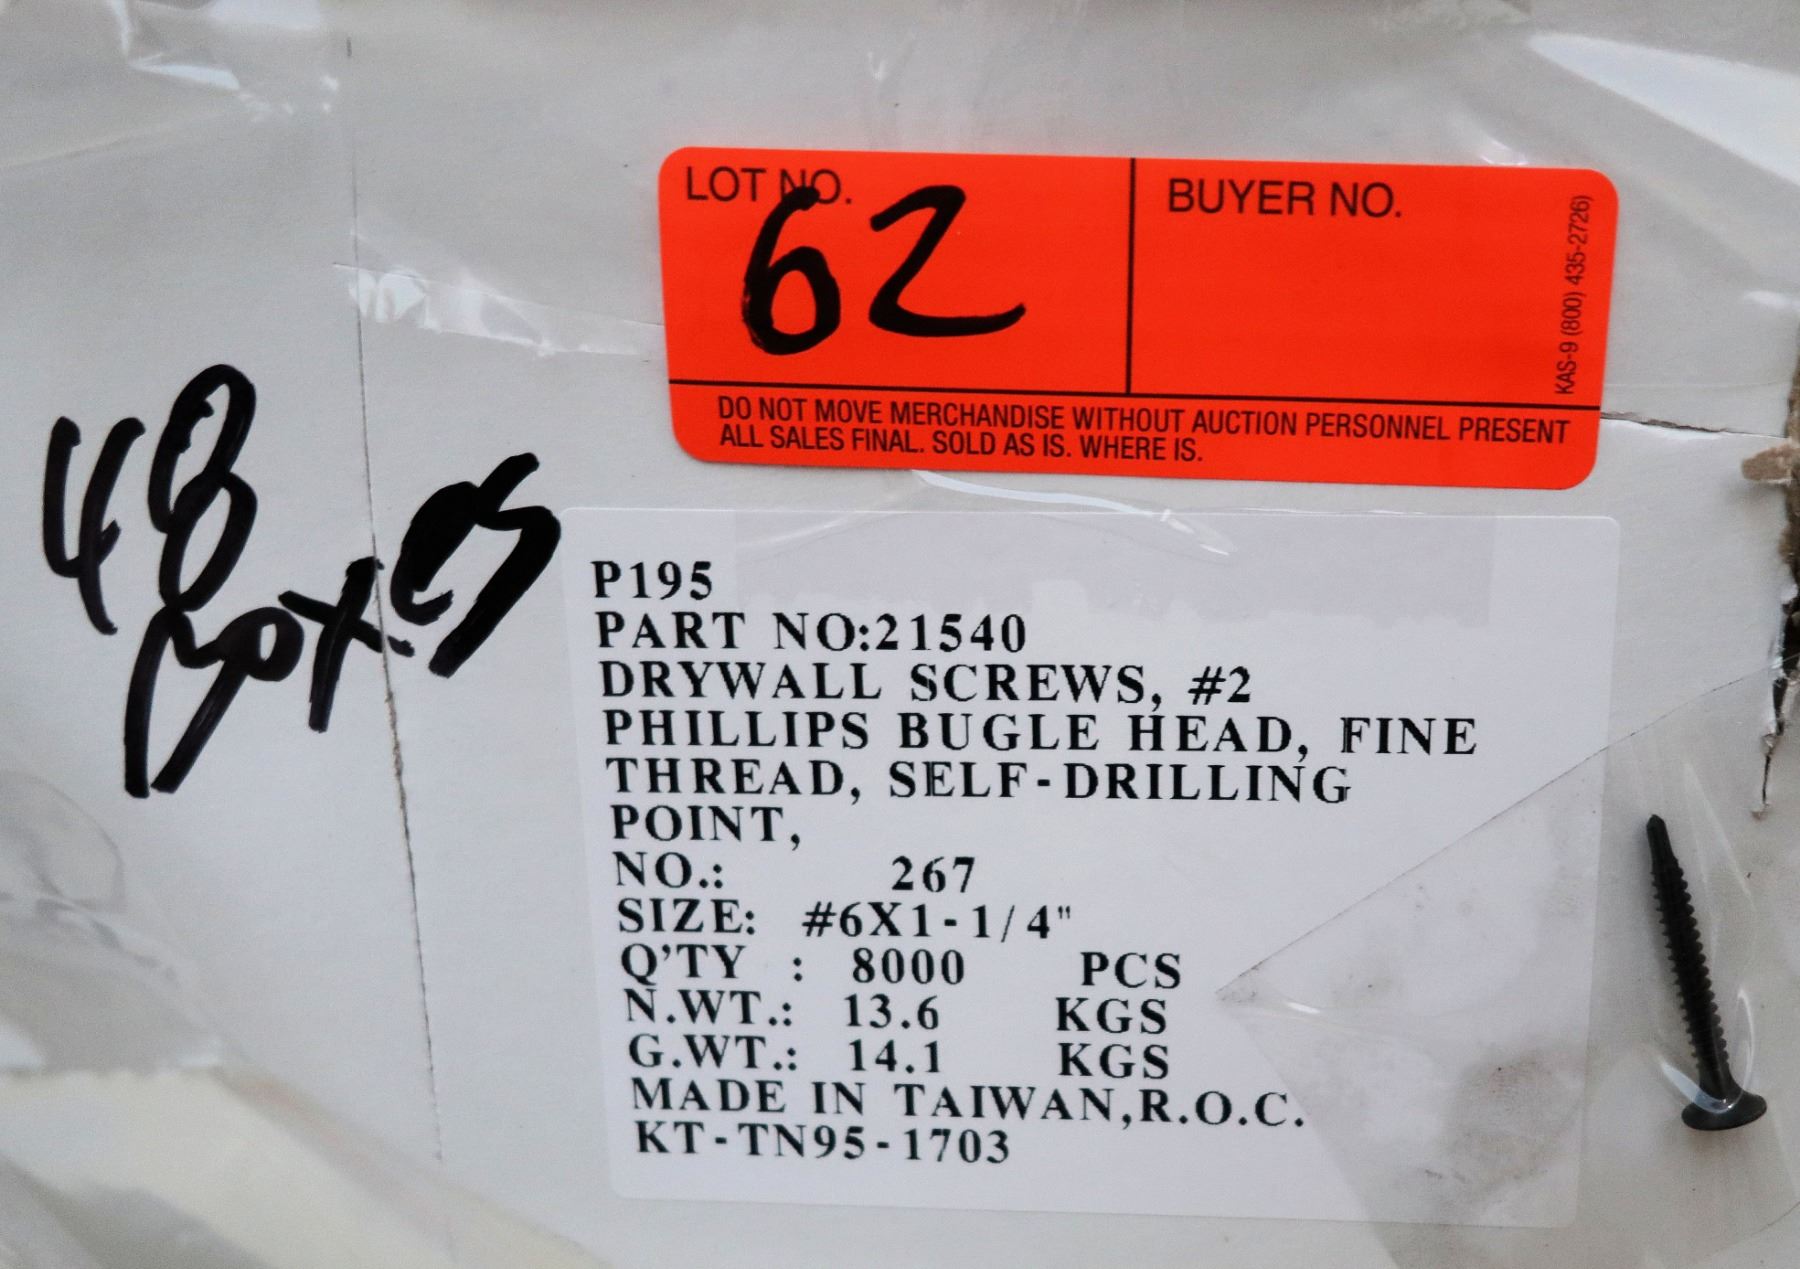 LOT NO.
62
BUYER NO.
KAS-9 (800) 435-2726)
DO NOT MOVE MERCHANDISE WITHOUT AUCTION PERSONNEL PRESENT
ALL SALES FINAL. SOLD AS IS. WHERE IS.
48
Boxes
P195
PART NO:21540
DRYWALL SCREWS, #2
PHILLIPS BUGLE HEAD, FINE
THREAD, SELF-DRILLING
POINT,
NO.: 267
SIZE: #6X1-1/4"
Q'TY : 8000 PCS
N.WT.: 13.6 KGS
G.WT.: 14.1 KGS
MADE IN TAIWAN,R.O.C.
KT-TN95-1703